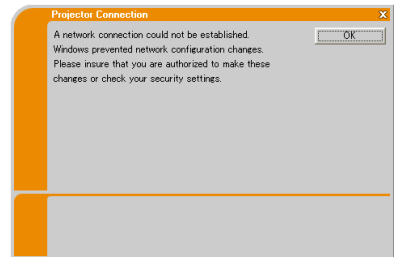 Projector Connection
X
A network connection could not be established.
OK
Windows prevented network configuration changes.
Please insure that you are authorized to make these
changes or check your security settings.